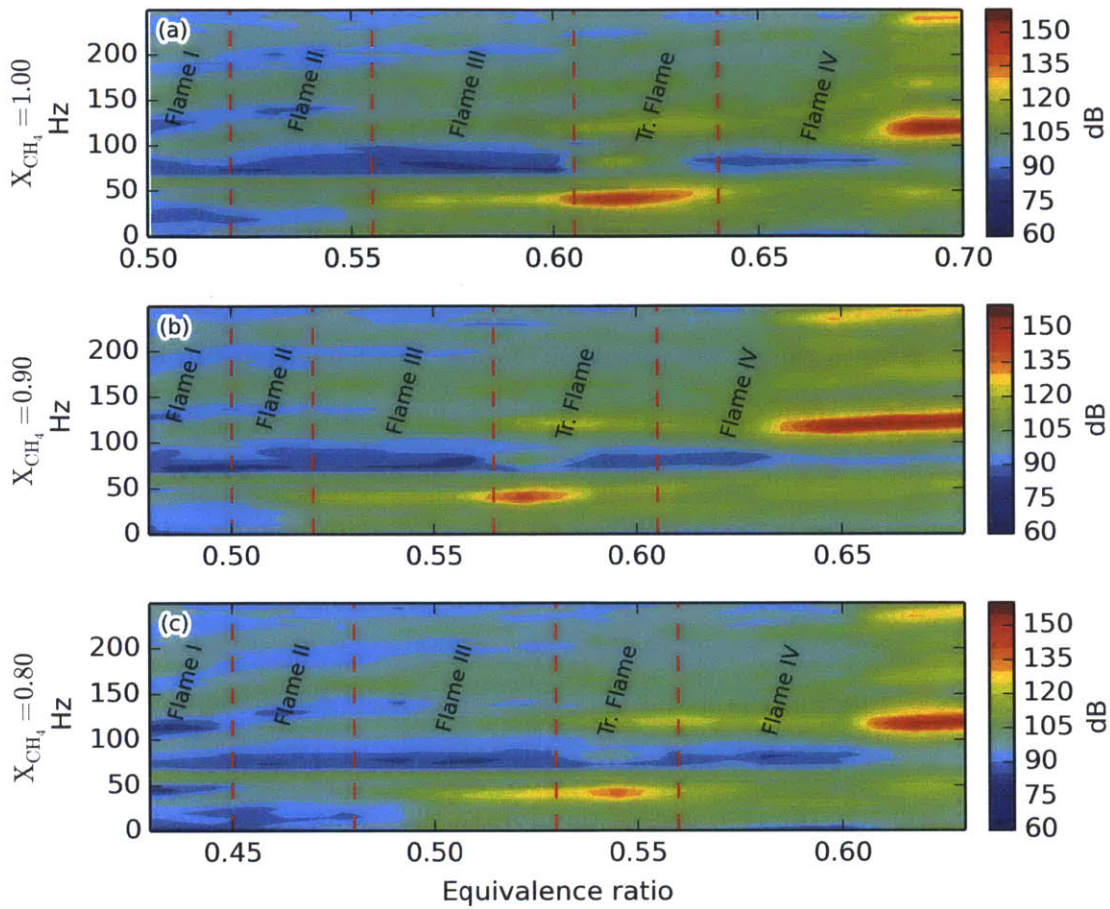 (a)
X_CH4 = 1.00
Hz
200
150
100
50
0
Flame I
Flame II
Flame III
Tr. Flame
Flame IV
0.50
0.55
0.60
0.65
0.70
150
135
120
105
90
75
60
dB
(b)
X_CH4 = 0.90
Hz
200
150
100
50
0
Flame I
Flame II
Flame III
Tr. Flame
Flame IV
0.50
0.55
0.60
0.65
150
135
120
105
90
75
60
dB
(c)
X_CH4 = 0.80
Hz
200
150
100
50
0
Flame I
Flame II
Flame III
Tr. Flame
Flame IV
0.45
0.50
0.55
0.60
150
135
120
105
90
75
60
dB
Equivalence ratio